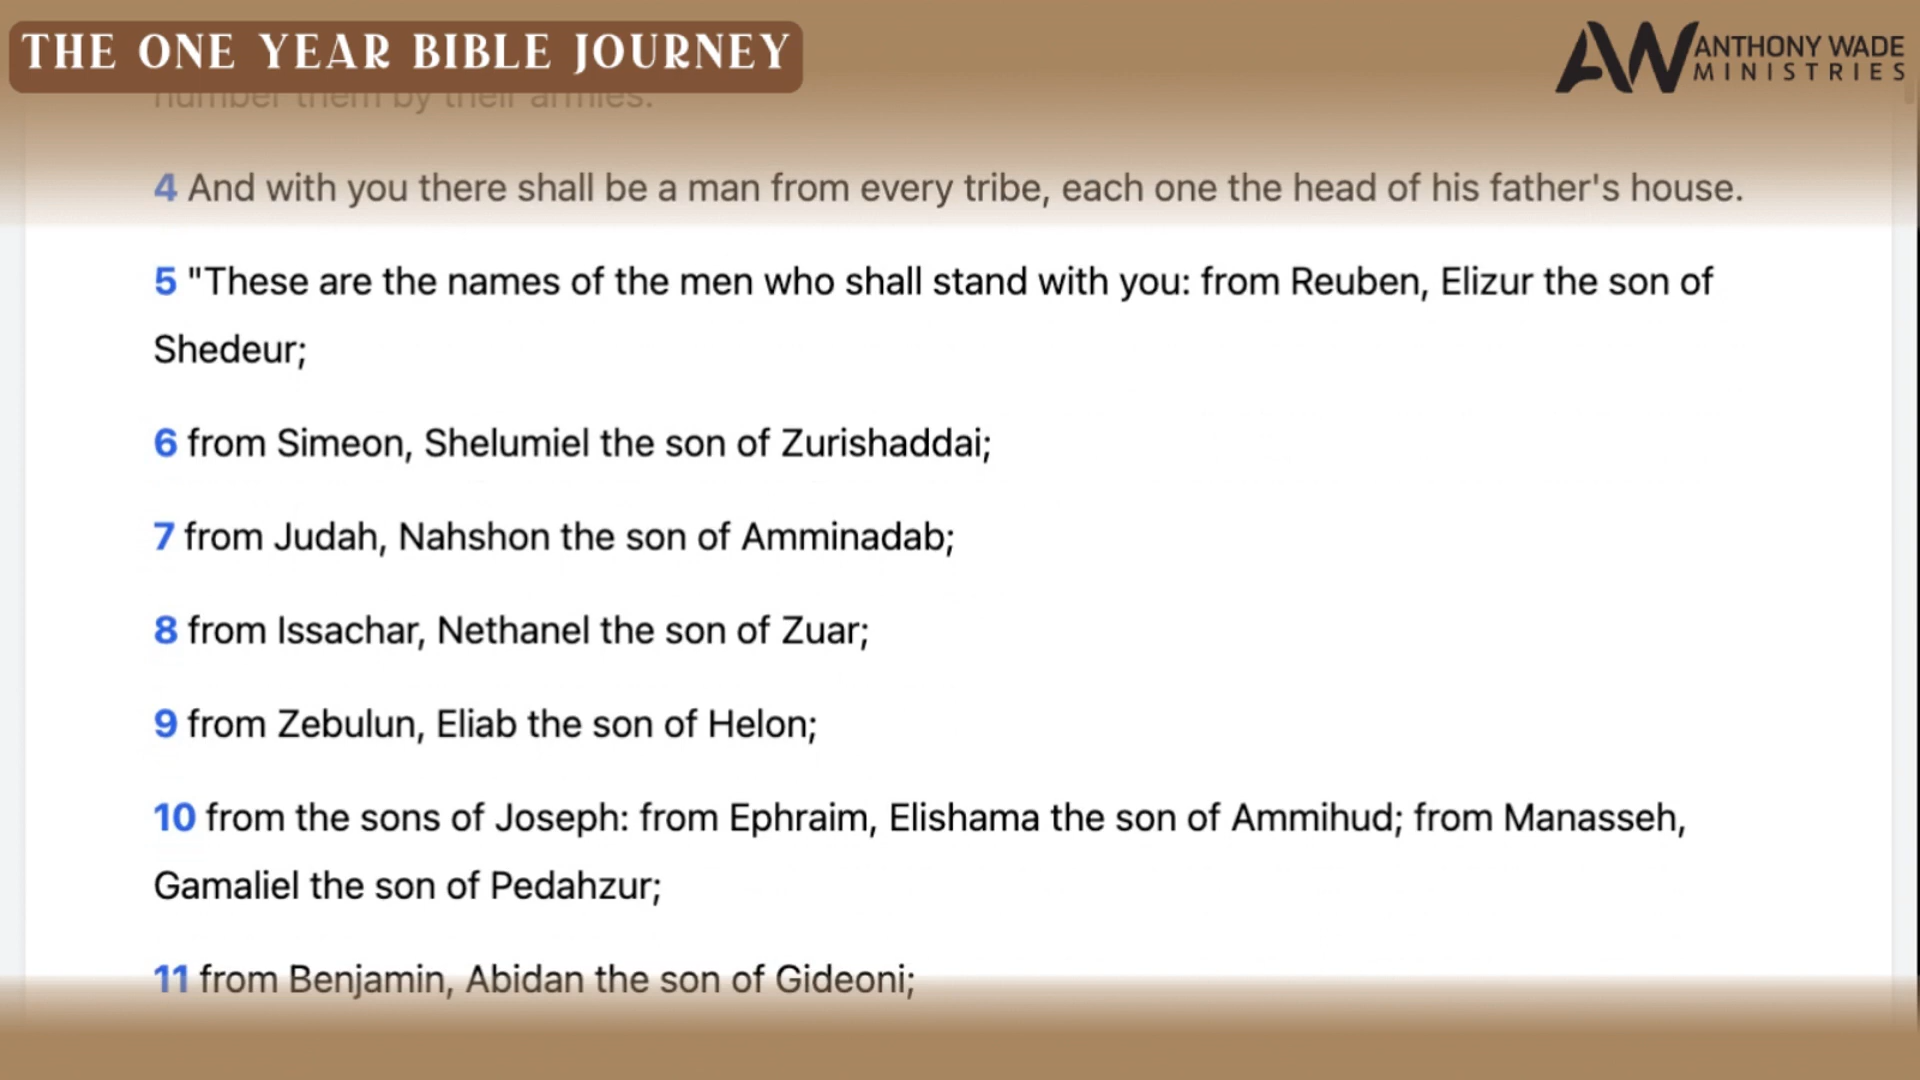 THE ONE YEAR BIBLE JOURNEY
ANTHONY WADE
MINISTRIES
number them by their armies.
4 And with you there shall be a man from every tribe, each one the head of his father's house.
5 "These are the names of the men who shall stand with you: from Reuben, Elizur the son of
Shedeur;
6 from Simeon, Shelumiel the son of Zurishaddai;
7 from Judah, Nahshon the son of Amminadab;
8 from Issachar, Nethanel the son of Zuar;
9 from Zebulun, Eliab the son of Helon;
10 from the sons of Joseph: from Ephraim, Elishama the son of Ammihud; from Manasseh,
Gamaliel the son of Pedahzur;
11 from Benjamin, Abidan the son of Gideoni;